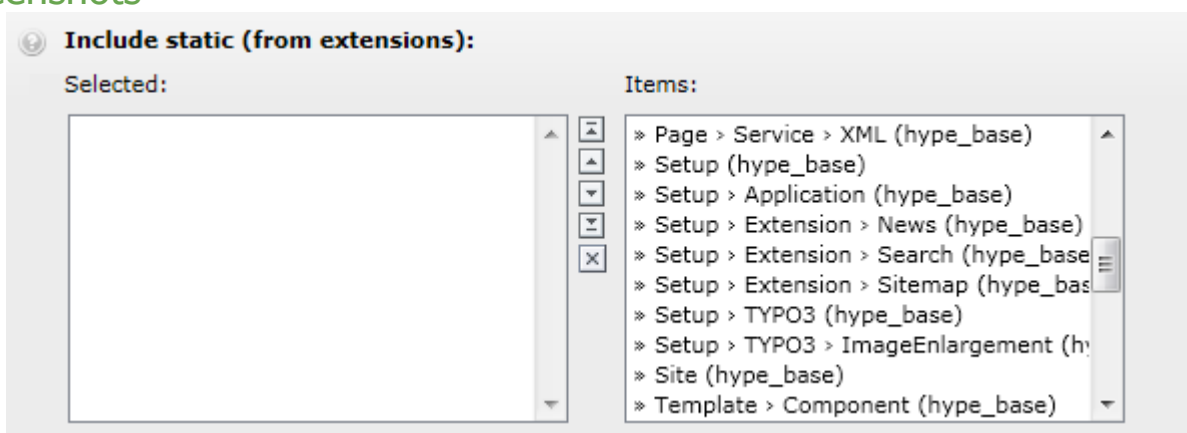 Include static (from extensions):
Selected:
Items:
» Page › Service › XML (hype_base)
» Setup (hype_base)
» Setup › Application (hype_base)
» Setup › Extension › News (hype_base)
» Setup › Extension › Search (hype_base
» Setup › Extension › Sitemap (hype_bas
» Setup › TYPO3 (hype_base)
» Setup › TYPO3 › ImageEnlargement (hy
» Site (hype_base)
» Template › Component (hype_base)